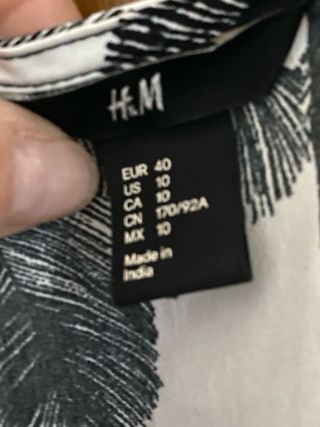 H&M
EUR 40
US 10
CA 10
CN 170/92A
MX 10
Made in
India